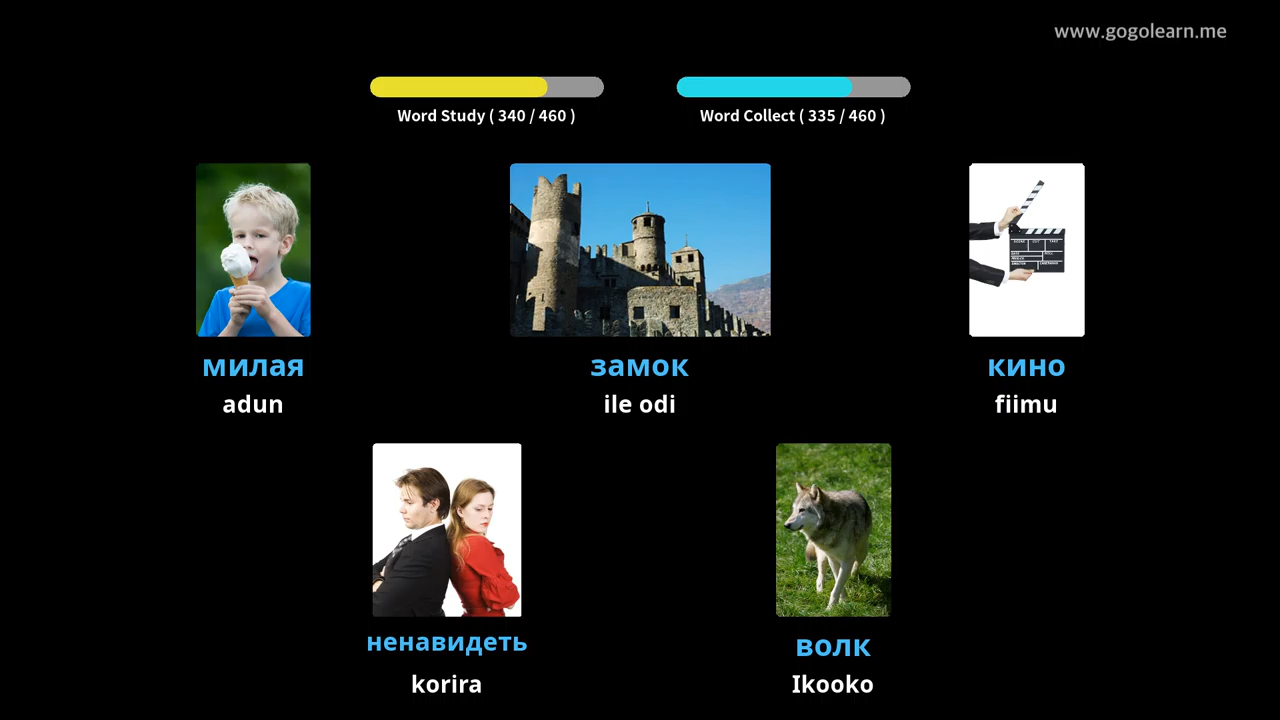 www.gogolearn.me
Word Study ( 340 / 460 )
Word Collect ( 335 / 460 )
милая
adun
замок
ile odi
кино
fiimu
ненавидеть
korira
волк
Ikooko